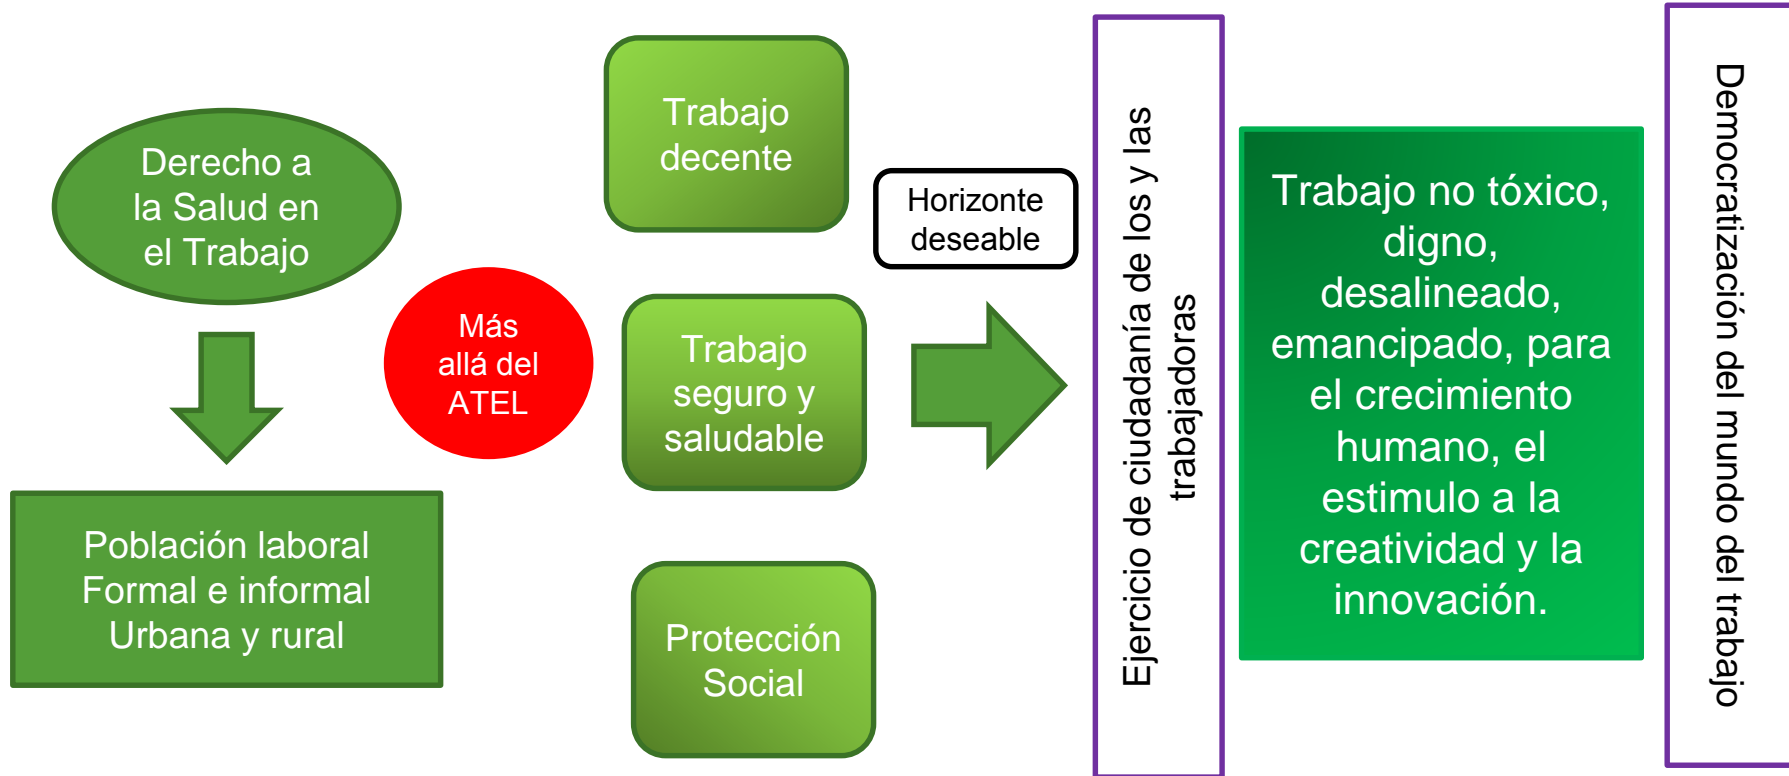 Derecho a
la Salud en
el Trabajo
Población laboral
Formal e informal
Urbana y rural
Más
allá del
ATEL
Trabajo
decente
Trabajo
seguro y
saludable
Protección
Social
Horizonte
deseable
Ejercicio de ciudadanía de los y las
trabajadoras
Trabajo no tóxico,
digno,
desalineado,
emancipado, para
el crecimiento
humano, el
estimulo a la
creatividad y la
innovación.
Democratización del mundo del trabajo